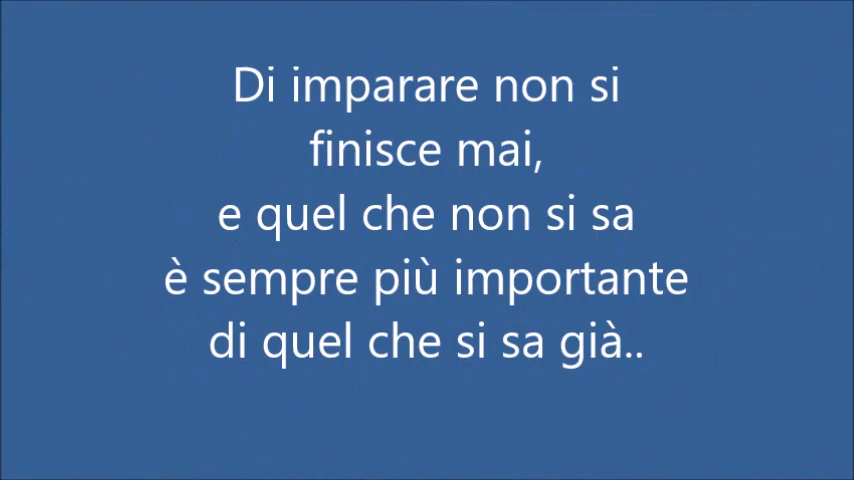 Di imparare non si
finisce mai,
e quel che non si sa
è sempre più importante
di quel che si sa già..